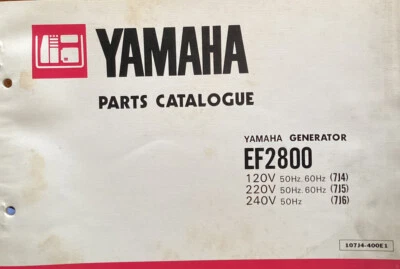 YAMAHA
PARTS CATALOGUE
YAMAHA GENERATOR
EF2800
120V 50Hz. 60Hz (7J4)
220V 50Hz. 60Hz (7J5)
240V 50Hz (7J6)
107J4-400E1